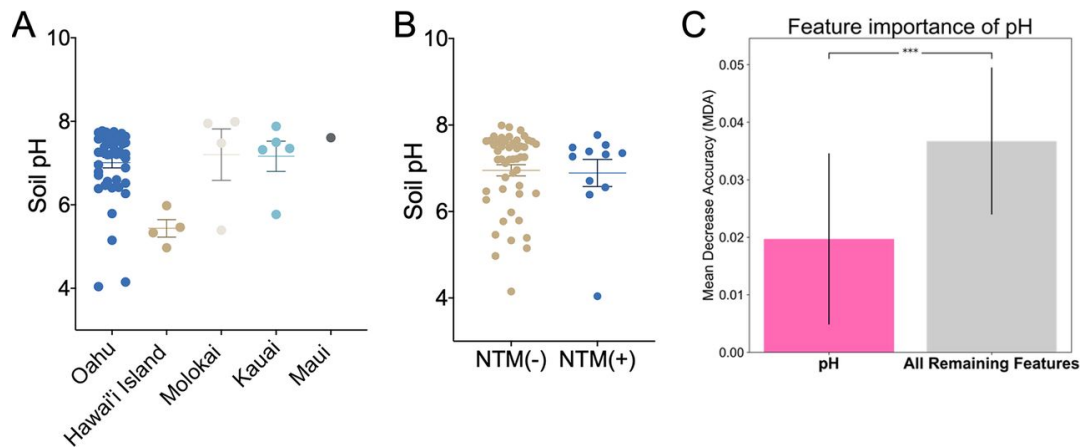 A
10
8
6
4
Soil pH
Oahu
Hawai'i Island
Molokai
Kauai
Maui
B
10
8
6
4
Soil pH
NTM(-)
NTM(+)
C
Feature importance of pH
***
0.05
0.04
0.03
0.02
0.01
0.00
Mean Decrease Accuracy (MDA)
pH
All Remaining Features